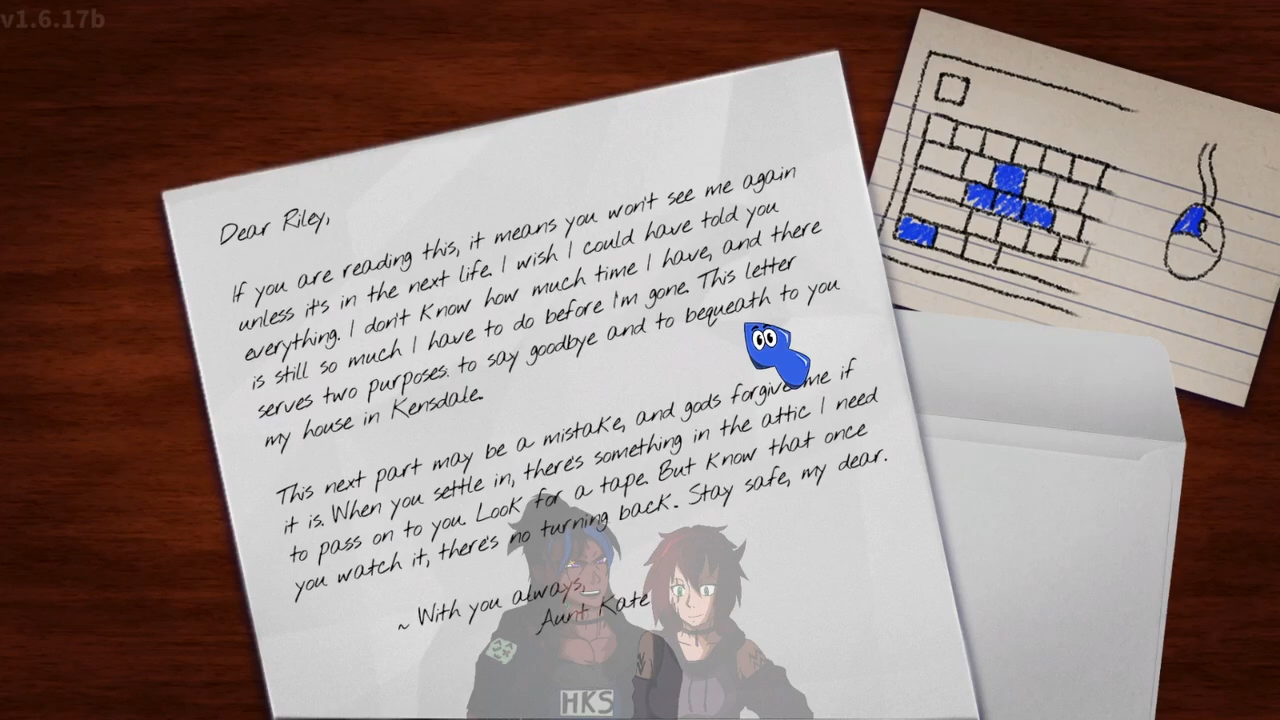 v1.6.17b
Dear Riley,
If you are reading this, it means you won't see me again
unless it's in the next life. I wish I could have told you
everything. I don't know how much time I have, and there
is still so much I have to do before I'm gone. This letter
serves two purposes: to say goodbye and to bequeath to you
my house in Kensdale.
This next part may be a mistake, and gods forgive me if
it is. When you settle in, there's something in the attic I need
to pass on to you. Look for a tape. But know that once
you watch it, there's no turning back. Stay safe, my dear.
~ With you always,
Aunt Kate
HKS